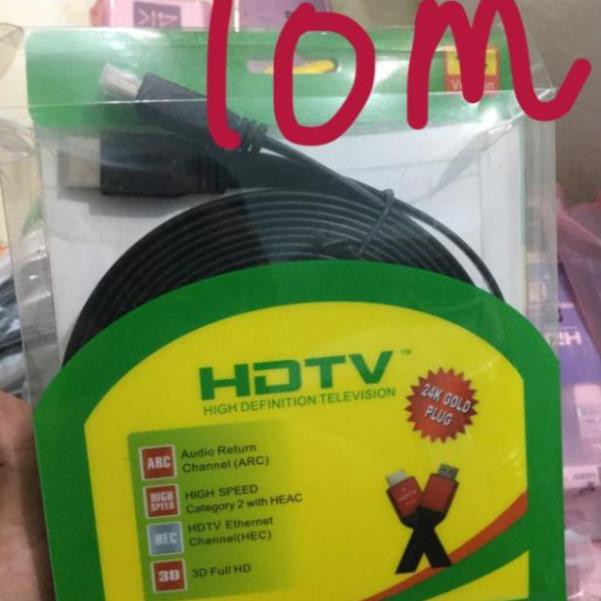 10m
HDTV™
HIGH DEFINITION TELEVISION
24K GOLD
PLUG
ARC
Audio Return
Channel (ARC)
HIGH
SPEED
HIGH SPEED
Category 2 with HEAC
HEC
HDTV Ethernet
Channel(HEC)
3D
3D Full HD
HDTV